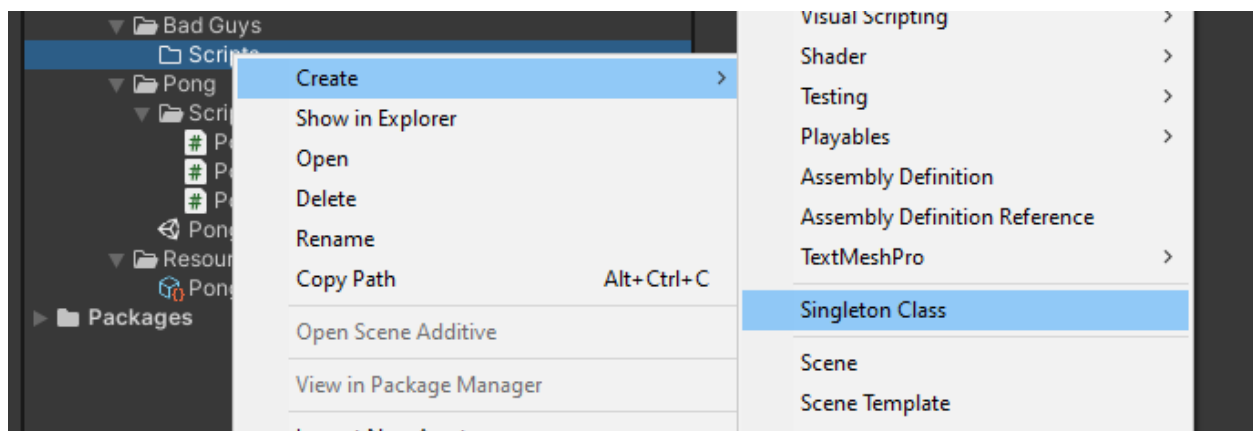 Bad Guys
Pong
Packages
Create
Show in Explorer
Open
Delete
Rename
Copy Path Alt+Ctrl+C
Open Scene Additive
View in Package Manager
Visual Scripting
Shader
Testing
Playables
Assembly Definition
Assembly Definition Reference
TextMeshPro
Singleton Class
Scene
Scene Template